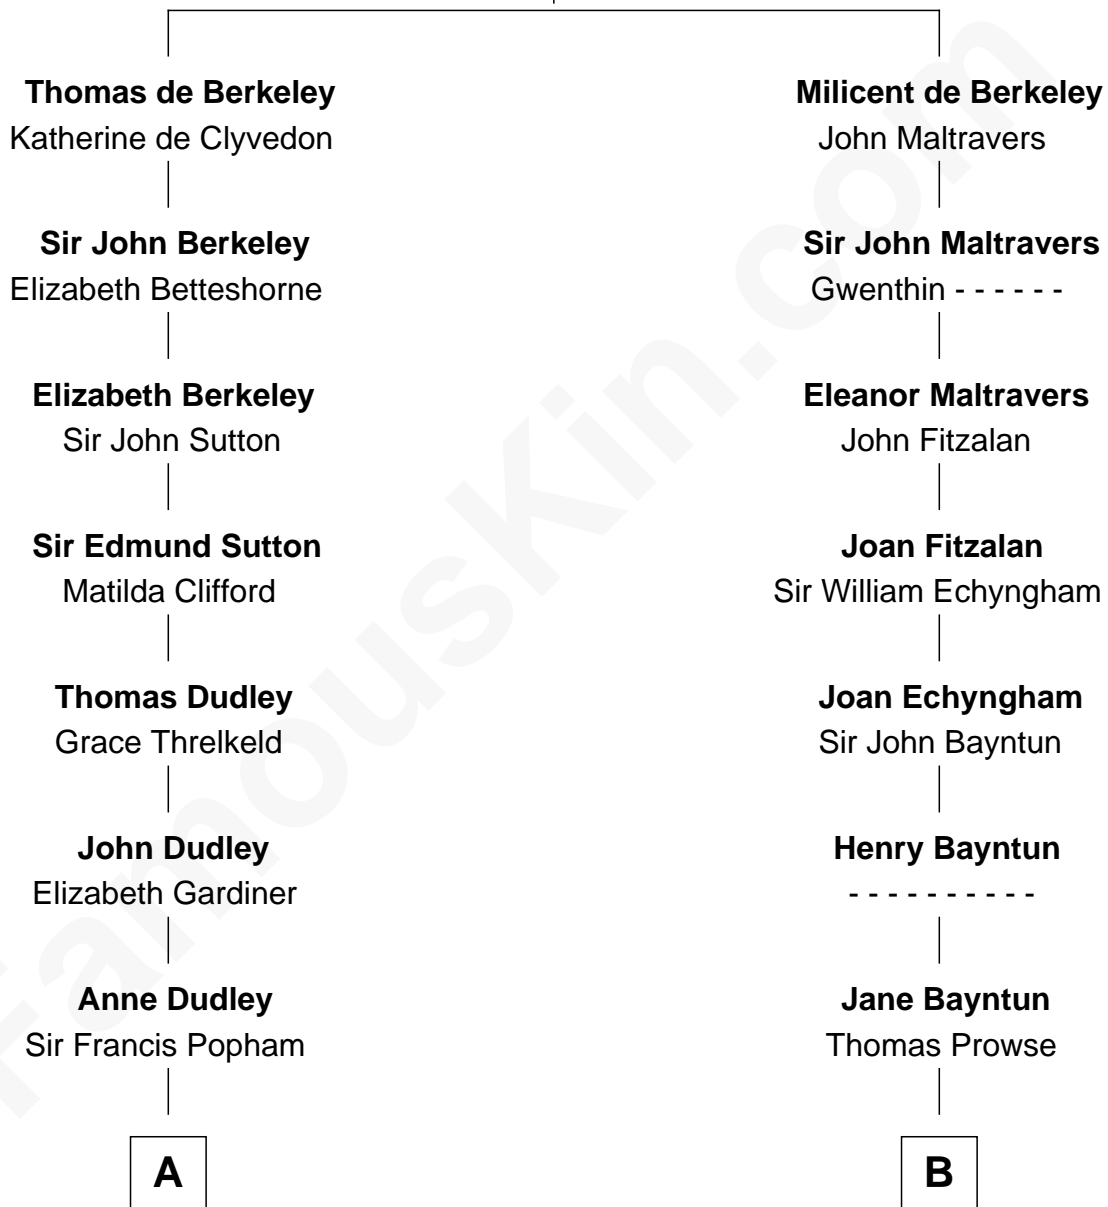 Thomas de Berkeley
Katherine de Clyvedon
Sir John Berkeley
Elizabeth Betteshorne
Elizabeth Berkeley
Sir John Sutton
Sir Edmund Sutton
Matilda Clifford
Thomas Dudley
Grace Threlkeld
John Dudley
Elizabeth Gardiner
Anne Dudley
Sir Francis Popham
A
Milicent de Berkeley
John Maltravers
Sir John Maltravers
Gwenthin - - - - - -
Eleanor Maltravers
John Fitzalan
Joan Fitzalan
Sir William Echyngham
Joan Echyngham
Sir John Bayntun
Henry Bayntun
- - - - - - - - - -
Jane Bayntun
Thomas Prowse
B
FamousKin.com